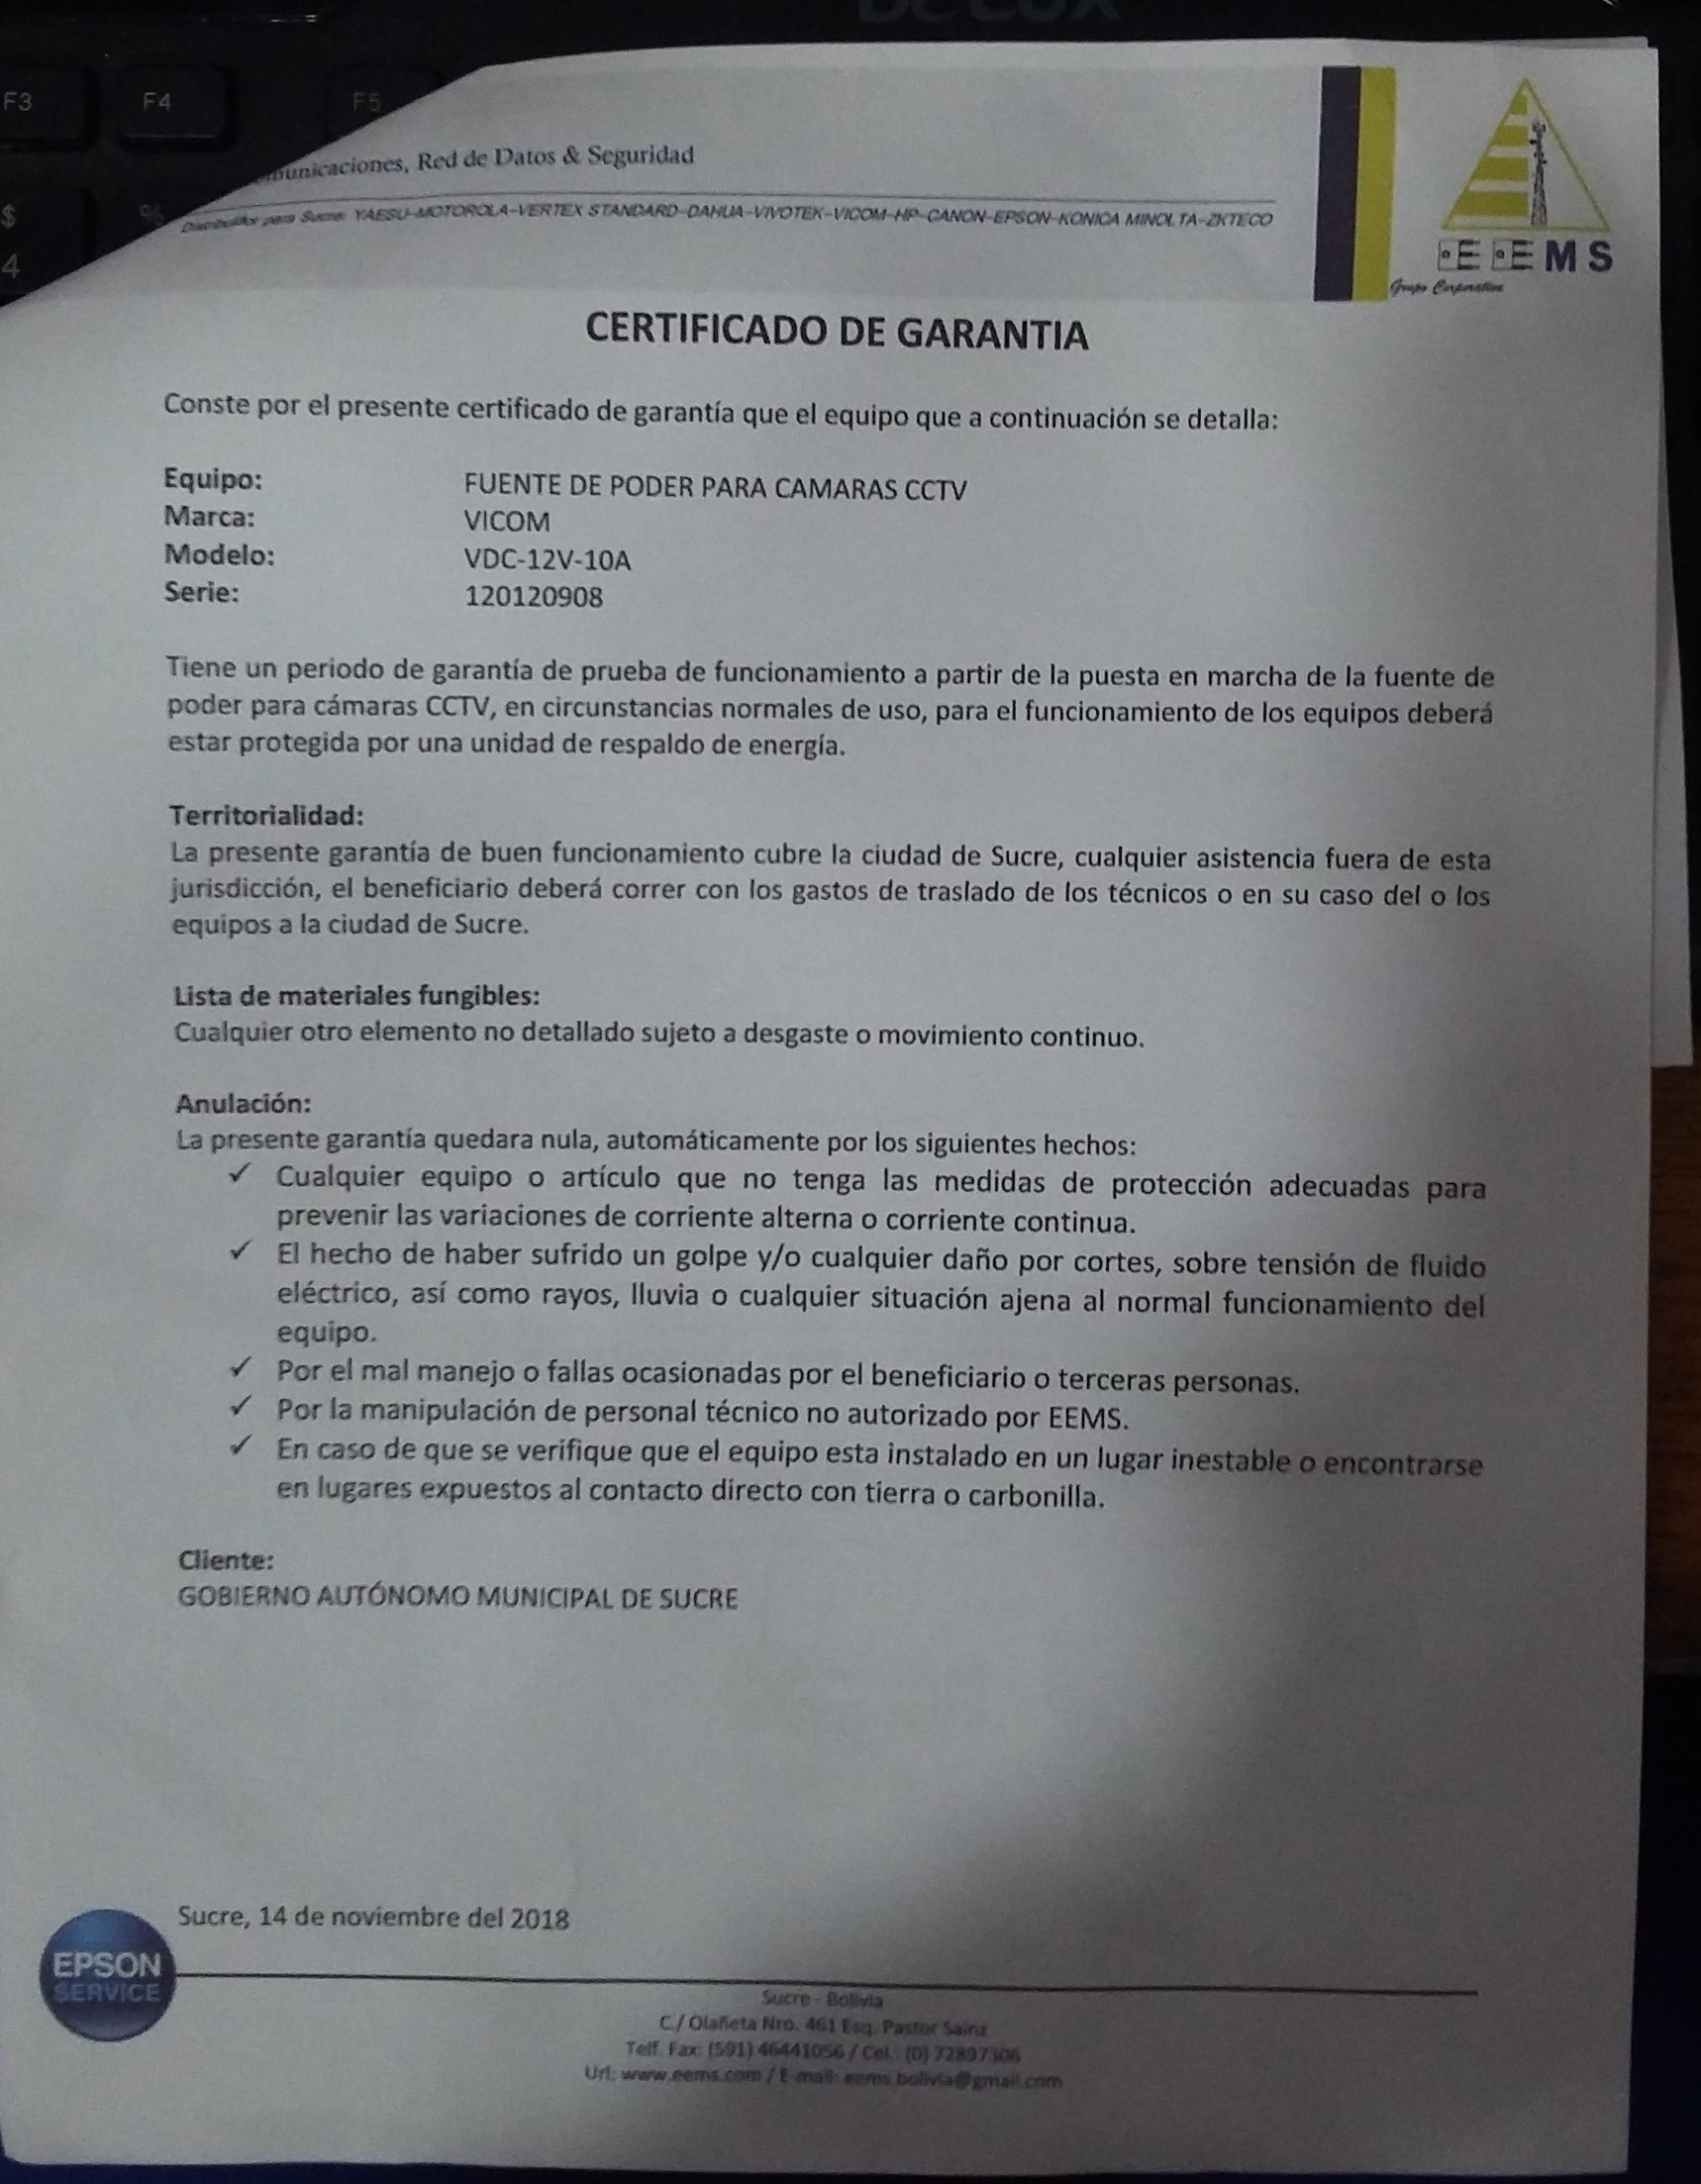 F3 F4 F5
$ %
4
municaciones, Red de Datos & Seguridad
Distribuidor para Sucre: YAESU-MOTOROLA-VERTEX STANDARD-DAHUA-VIVOTEK-VICOM-HP-CANON-EPSON-KONICA MINOLTA-ZKTECO
EEMS
Grupo Corporativo
CERTIFICADO DE GARANTIA
Conste por el presente certificado de garantía que el equipo que a continuación se detalla:
Equipo: FUENTE DE PODER PARA CAMARAS CCTV
Marca: VICOM
Modelo: VDC-12V-10A
Serie: 120120908
Tiene un periodo de garantía de prueba de funcionamiento a partir de la puesta en marcha de la fuente de
poder para cámaras CCTV, en circunstancias normales de uso, para el funcionamiento de los equipos deberá
estar protegida por una unidad de respaldo de energía.
Territorialidad:
La presente garantía de buen funcionamiento cubre la ciudad de Sucre, cualquier asistencia fuera de esta
jurisdicción, el beneficiario deberá correr con los gastos de traslado de los técnicos o en su caso del o los
equipos a la ciudad de Sucre.
Lista de materiales fungibles:
Cualquier otro elemento no detallado sujeto a desgaste o movimiento continuo.
Anulación:
La presente garantía quedara nula, automáticamente por los siguientes hechos:
✓ Cualquier equipo o artículo que no tenga las medidas de protección adecuadas para
prevenir las variaciones de corriente alterna o corriente continua.
✓ El hecho de haber sufrido un golpe y/o cualquier daño por cortes, sobre tensión de fluido
eléctrico, así como rayos, lluvia o cualquier situación ajena al normal funcionamiento del
equipo.
✓ Por el mal manejo o fallas ocasionadas por el beneficiario o terceras personas.
✓ Por la manipulación de personal técnico no autorizado por EEMS.
✓ En caso de que se verifique que el equipo esta instalado en un lugar inestable o encontrarse
en lugares expuestos al contacto directo con tierra o carbonilla.
Cliente:
GOBIERNO AUTÓNOMO MUNICIPAL DE SUCRE
Sucre, 14 de noviembre del 2018
EPSON
SERVICE
Sucre - Bolivia
C/ Olañeta Nro. 461 Esq. Pastor Sainz
Telf. Fax: (591) 46441056 / Cel.: (0) 72897306
Url: www.eems.com / E-mail: eems.bolivia@gmail.com